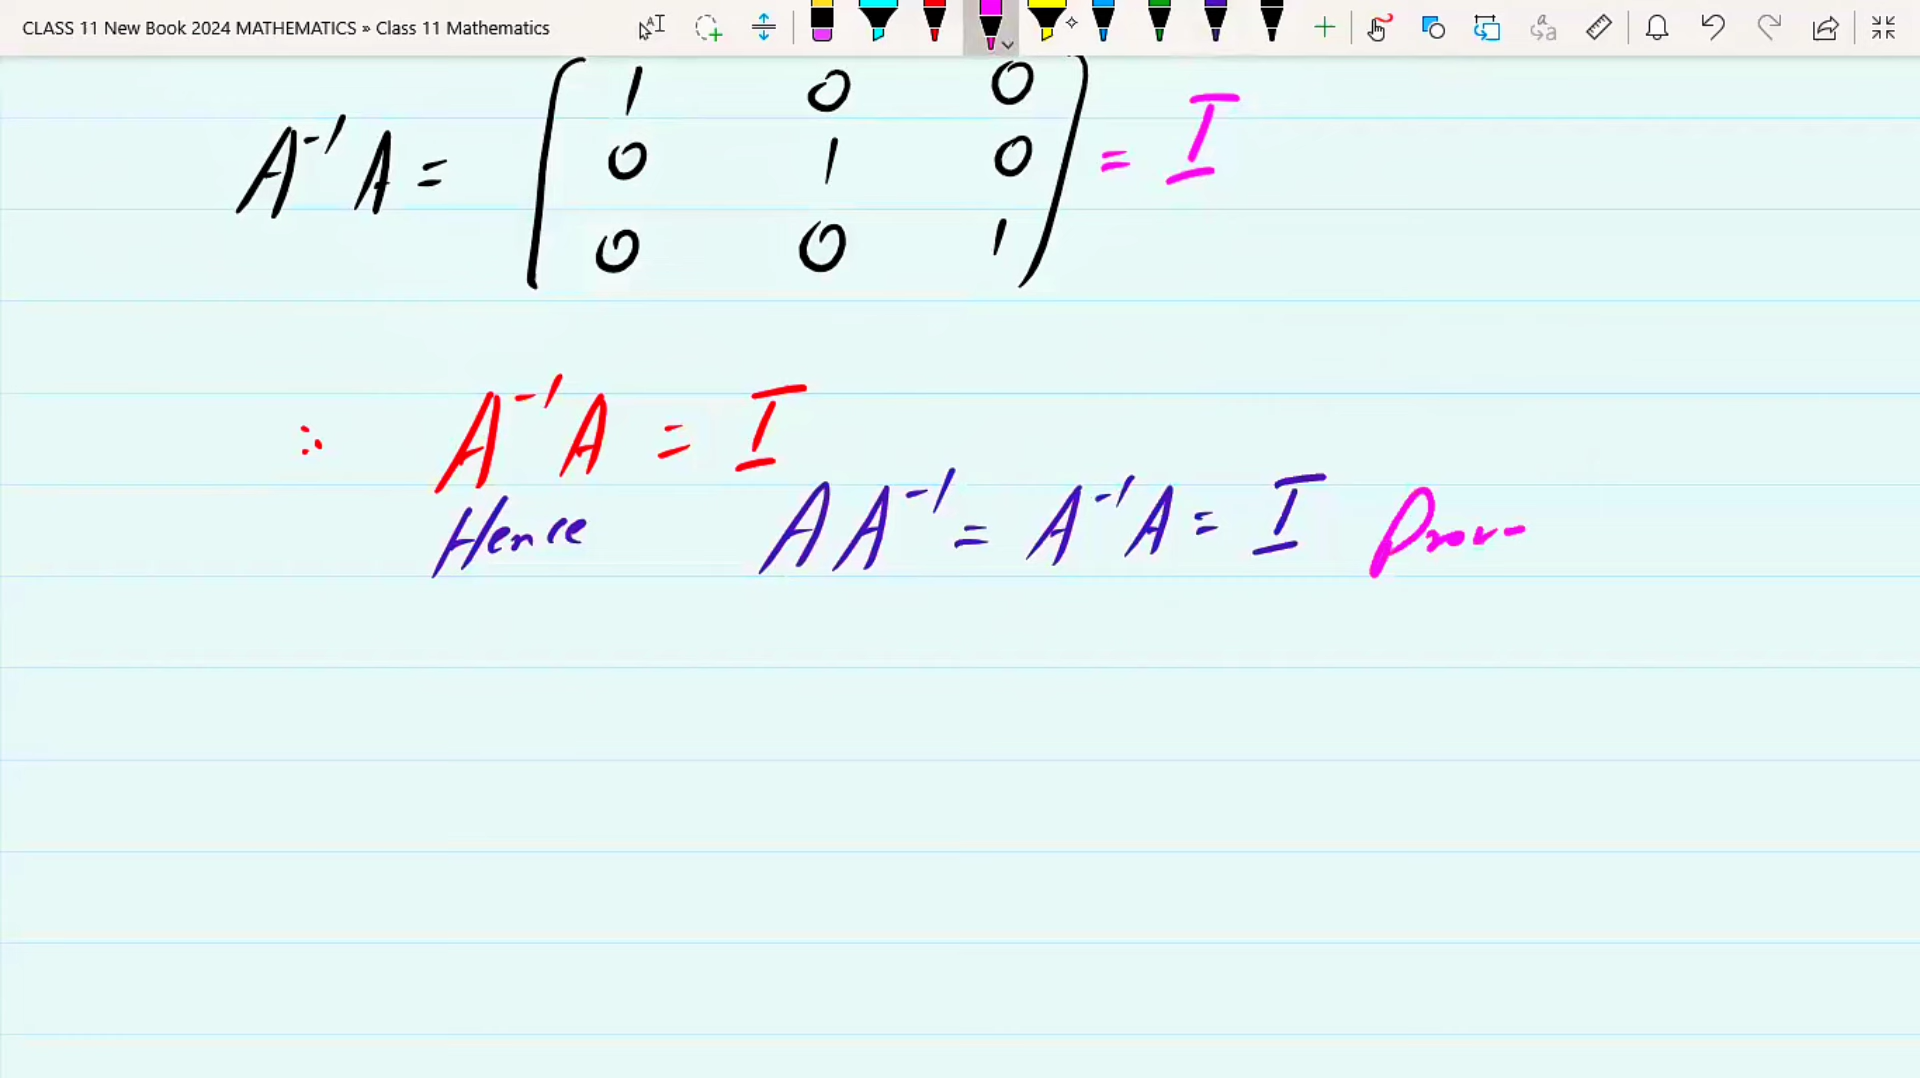 CLASS 11 New Book 2024 MATHEMATICS » Class 11 Mathematics
1 0 0
A⁻¹A = 0 1 0 = I
0 0 1
∴ A⁻¹A = I
Hence AA⁻¹ = A⁻¹A = I